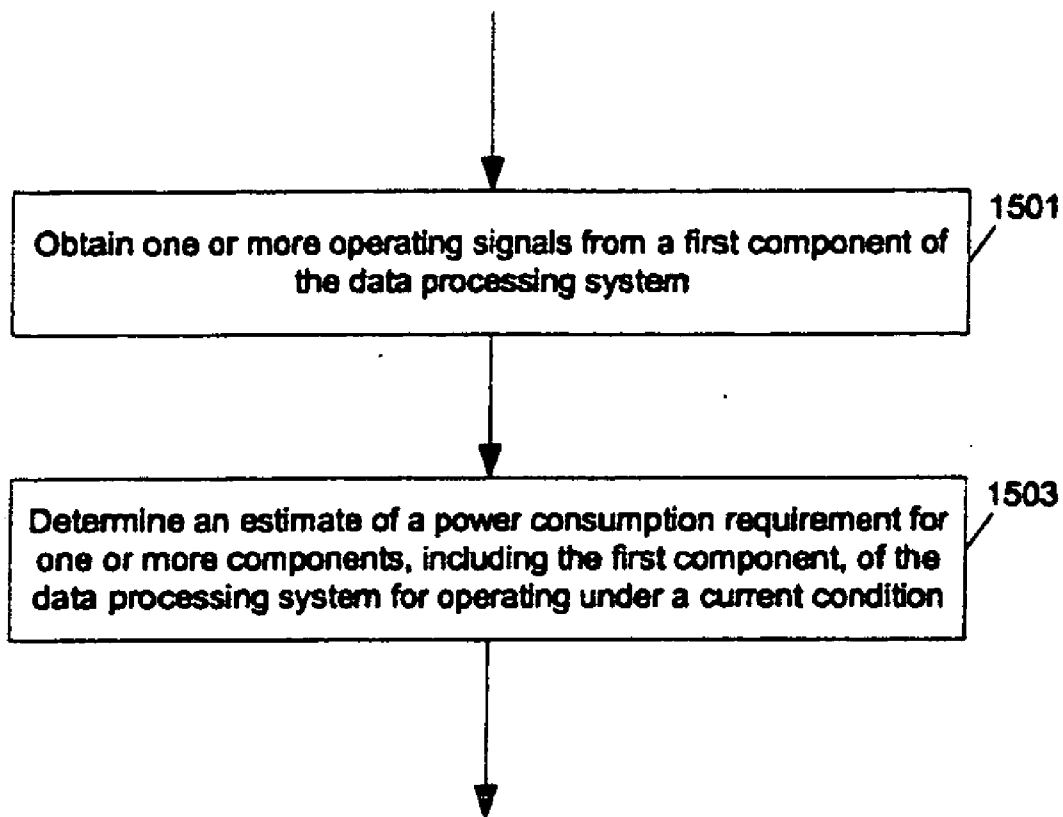 1501
Obtain one or more operating signals from a first component of
the data processing system
1503
Determine an estimate of a power consumption requirement for
one or more components, including the first component, of the
data processing system for operating under a current condition